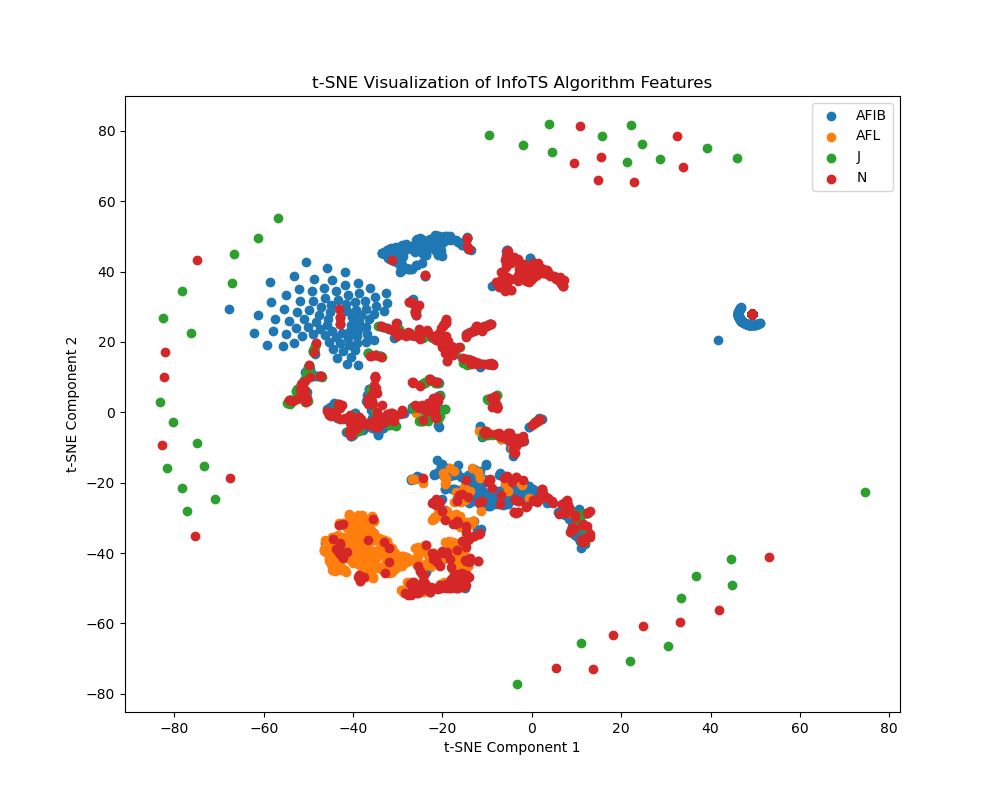 t-SNE Visualization of InfoTS Algorithm Features
AFIB
AFL
J
N
80
60
40
20
0
−20
−40
−60
−80
t-SNE Component 2
−80
−60
−40
−20
0
20
40
60
80
t-SNE Component 1